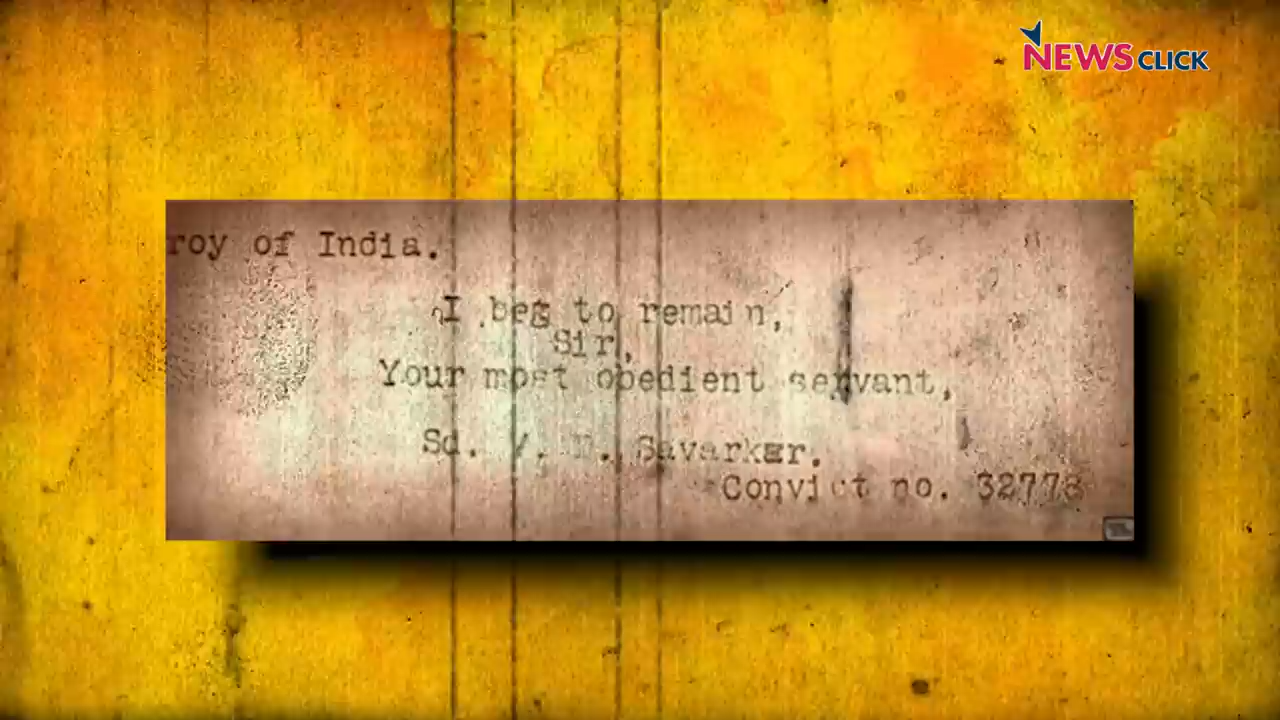 NEWSCLICK
roy of India.
I beg to remain,
Sir,
Your most obedient servant,
Sd. V. D. Savarkar.
Convict no. 32778